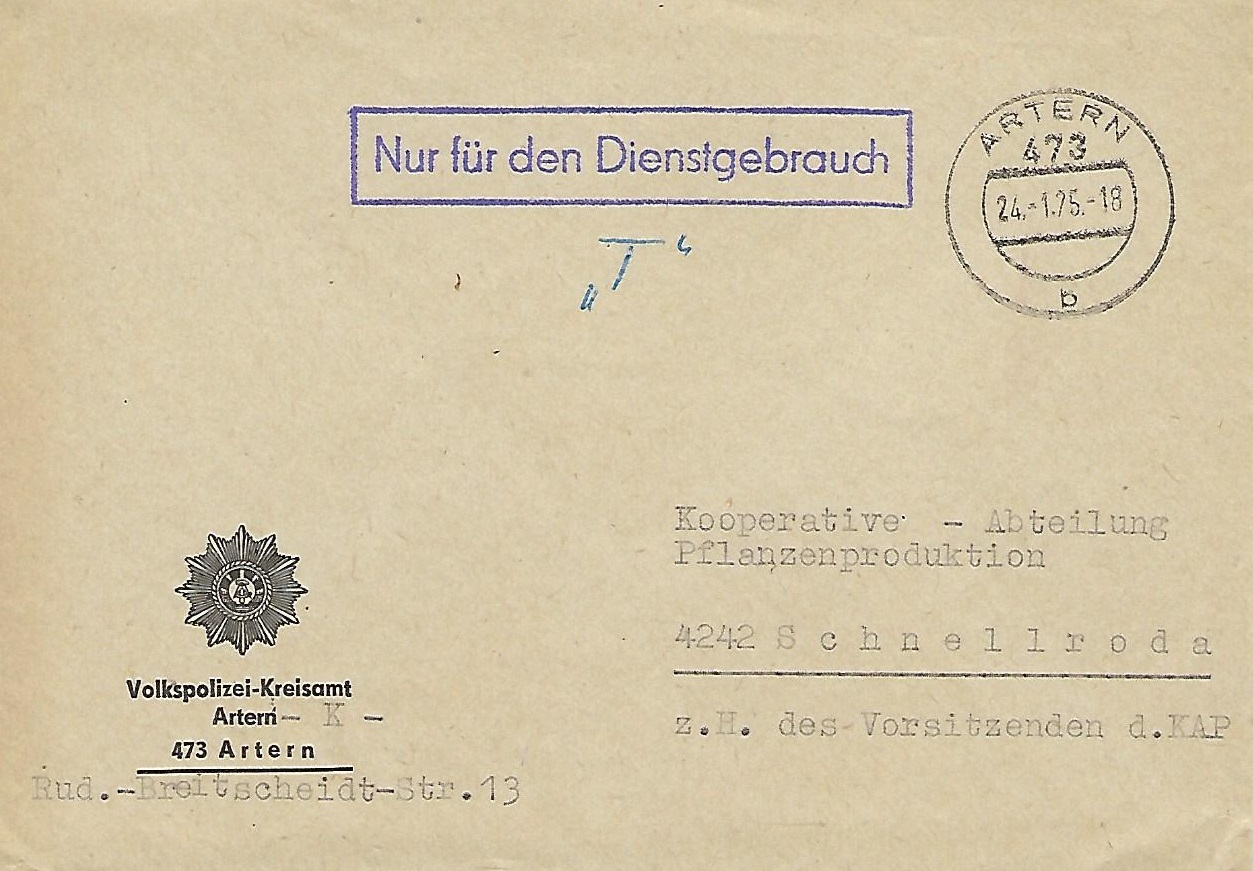 Nur für den Dienstgebrauch
ARTERN
473
24.-1.75.-18
b
„T“
Kooperative - Abteilung
Pflanzenproduktion
4242 S c h n e l l r o d a
z.H. des Vorsitzenden d.KAP
Volkspolizei-Kreisamt
Artern - K -
473 Artern
Rud.-Breitscheidt-Str.13